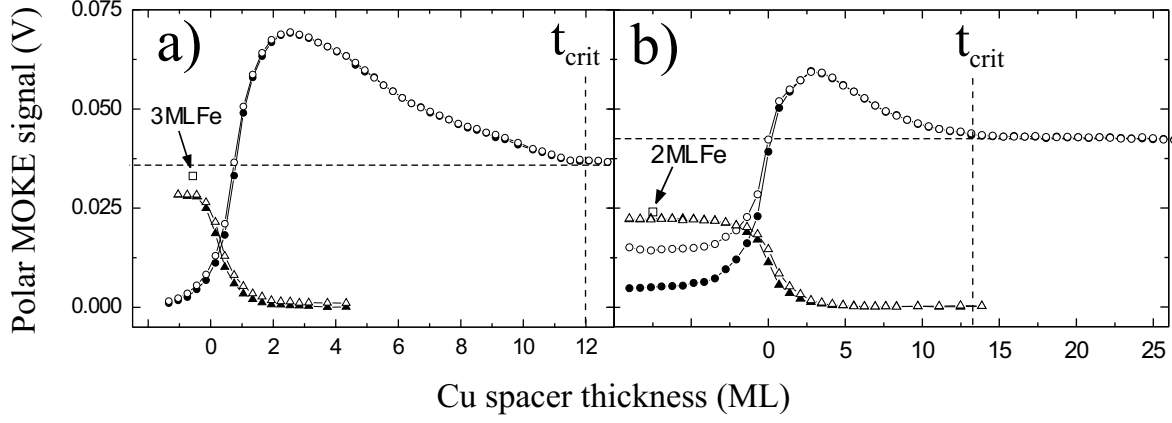 Polar MOKE signal (V)
0.075
0.050
0.025
0.000
a)
t_crit
3MLFe
0 2 4 6 8 10 12
b)
t_crit
2MLFe
0 5 10 15 20 25
Cu spacer thickness (ML)